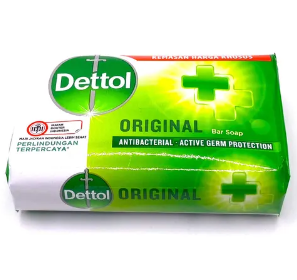 KEMASAN HARGA KHUSUS
Dettol
ORIGINAL Bar Soap
ANTIBACTERIAL · ACTIVE GERM PROTECTION
PERLINDUNGAN
TERPERCAYA*
Dettol ORIGINAL